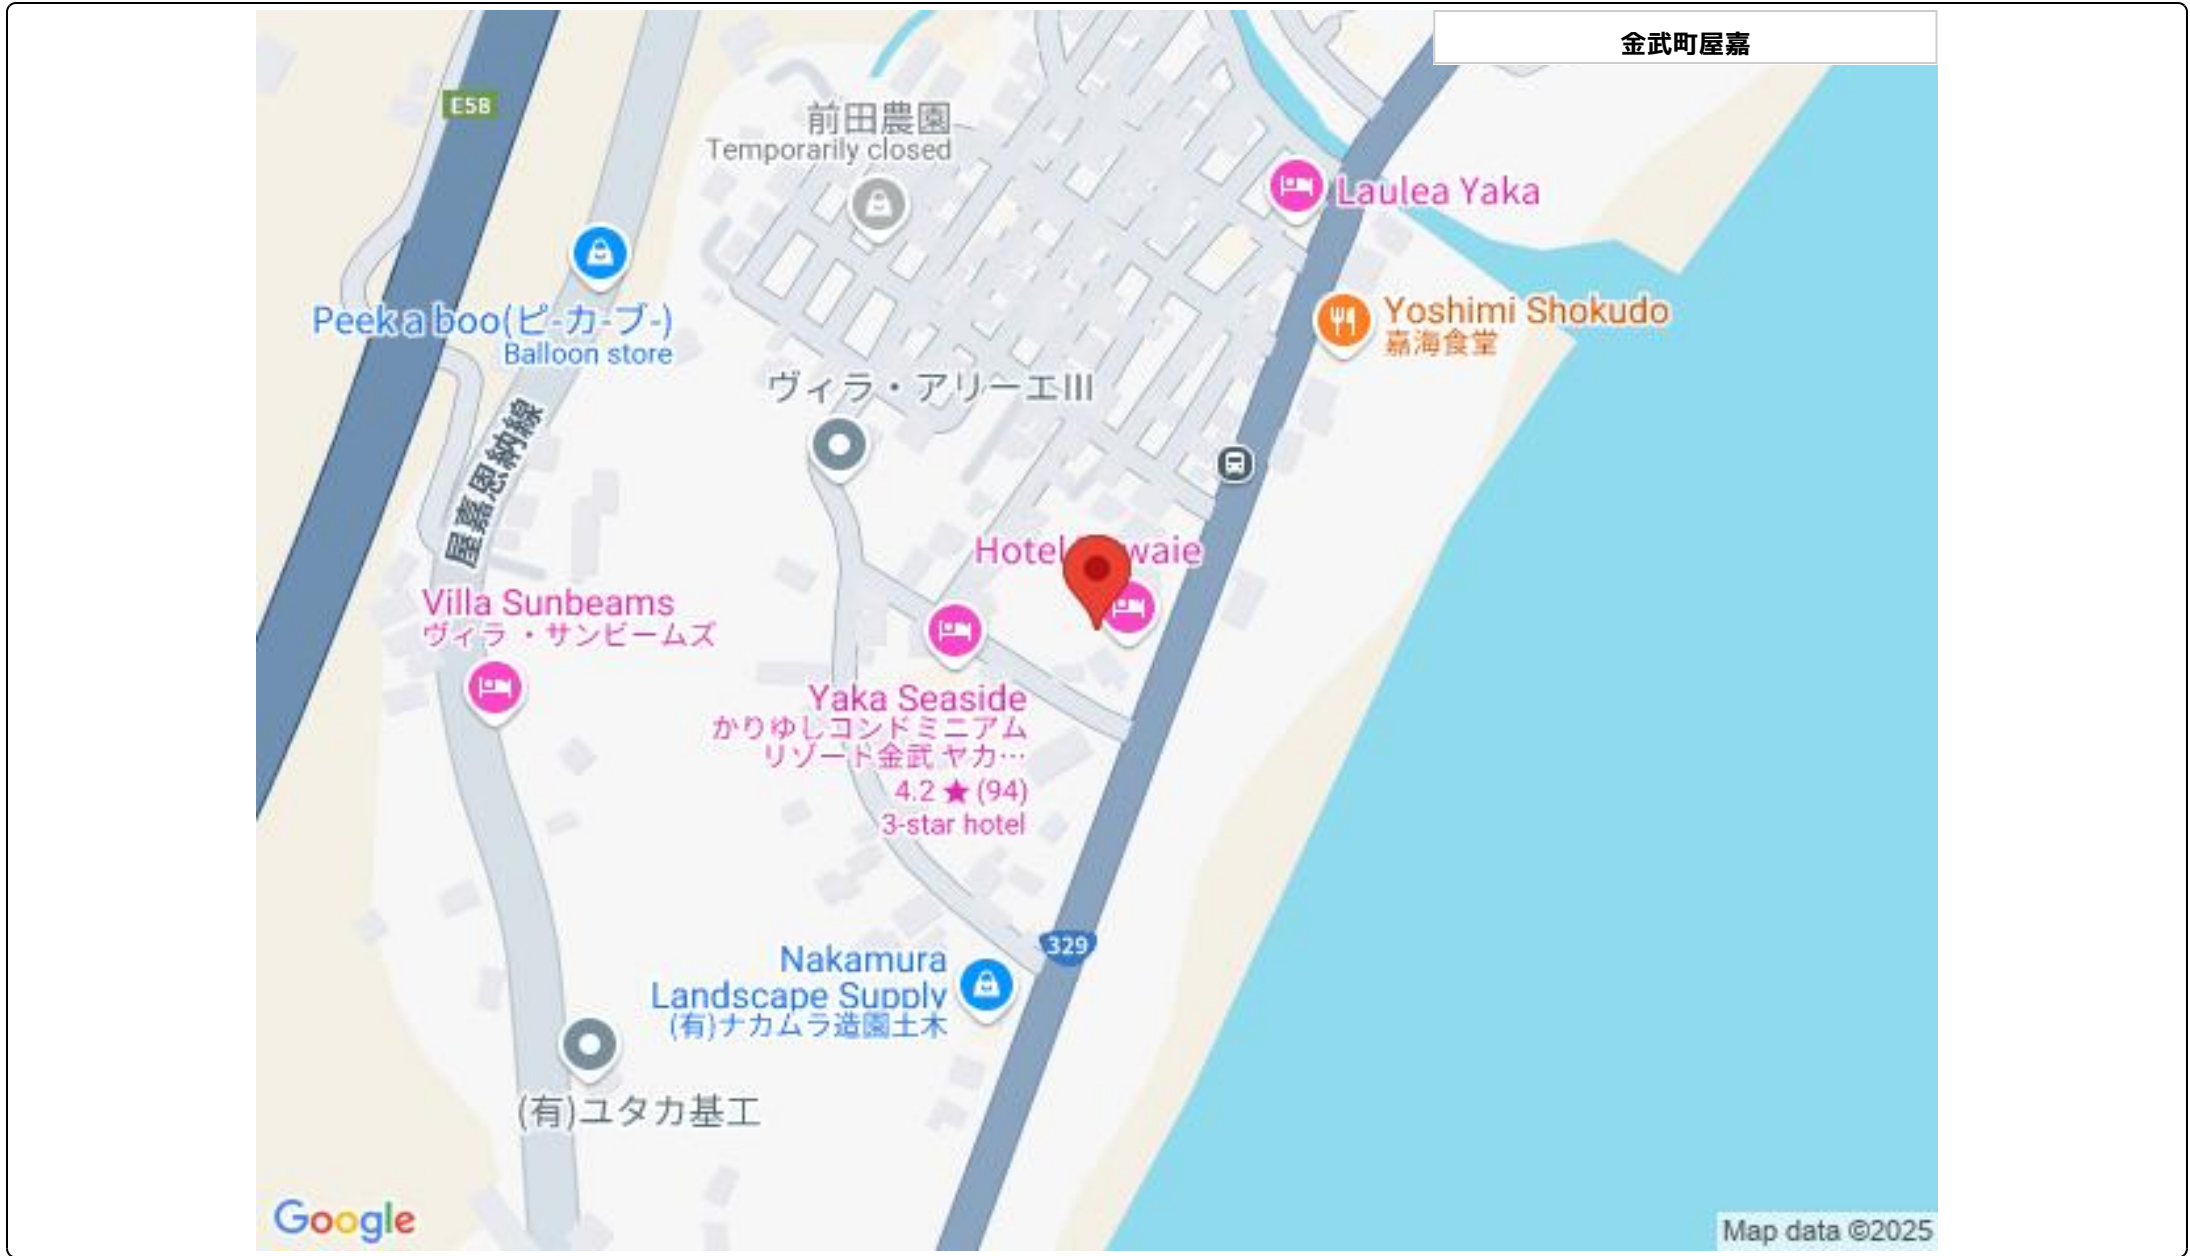 金武町屋嘉
E58
前田農園
Temporarily closed
Laulea Yaka
Peek a boo(ピ-カ-ブ-)
Balloon store
Yoshimi Shokudo
嘉海食堂
ヴィラ・アリーエIII
屋嘉恩納線
Hotel
Villa Sunbeams
ヴィラ・サンビームズ
Yaka Seaside
かりゆしコンドミニアム
リゾート金武 ヤカ…
4.2 ★ (94)
3-star hotel
329
Nakamura
Landscape Supply
(有)ナカムラ造園土木
(有)ユタカ基工
Google
Map data ©2025